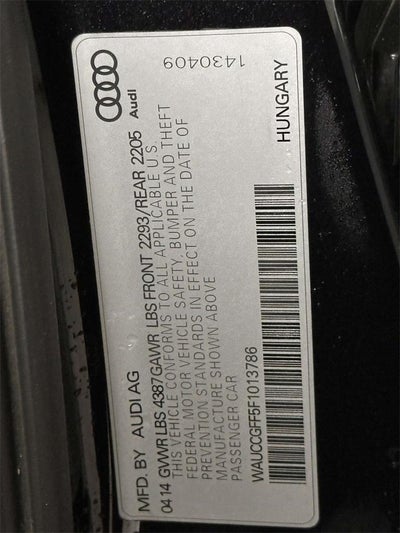 MFD. BY AUDI AG
04 14 GVWR LBS 4387 GAWR LBS FRONT 2293/REAR 2205
THIS VEHICLE CONFORMS TO ALL APPLICABLE U.S.
FEDERAL MOTOR VEHICLE SAFETY, BUMPER AND THEFT
PREVENTION STANDARDS IN EFFECT ON THE DATE OF
MANUFACTURE SHOWN ABOVE
PASSENGER CAR
WAUCCGFF5F1013786
Audi
1430409
HUNGARY